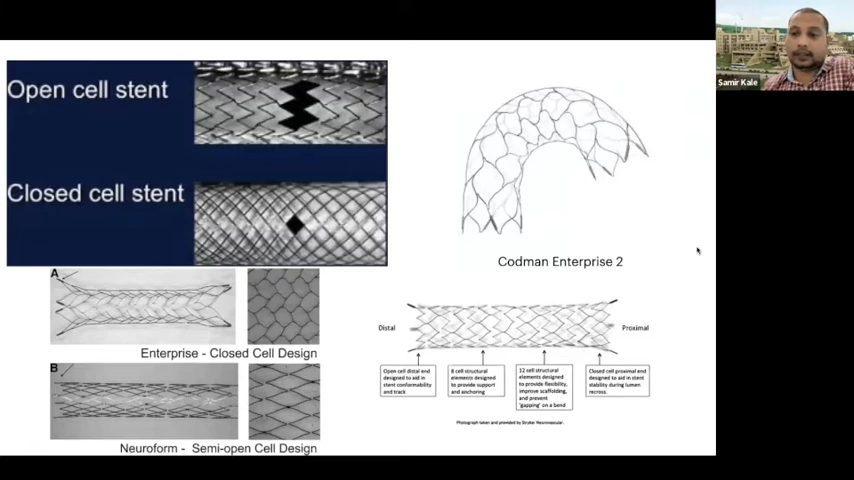 Open cell stent
Closed cell stent
A
Enterprise - Closed Cell Design
B
Neuroform - Semi-open Cell Design
Codman Enterprise 2
Distal
Proximal
Open cell distal end
designed to aid in
stent conformability
and track
8 cell structural
elements designed
to provide support
and anchoring
12 cell structural
elements designed
to provide flexibility,
improve scaffolding,
and prevent
'gapping' on a bend
Closed cell proximal end
designed to aid in stent
stability during lumen
recross.
Photograph taken and provided by Stryker Neurovascular.
Samir Kale